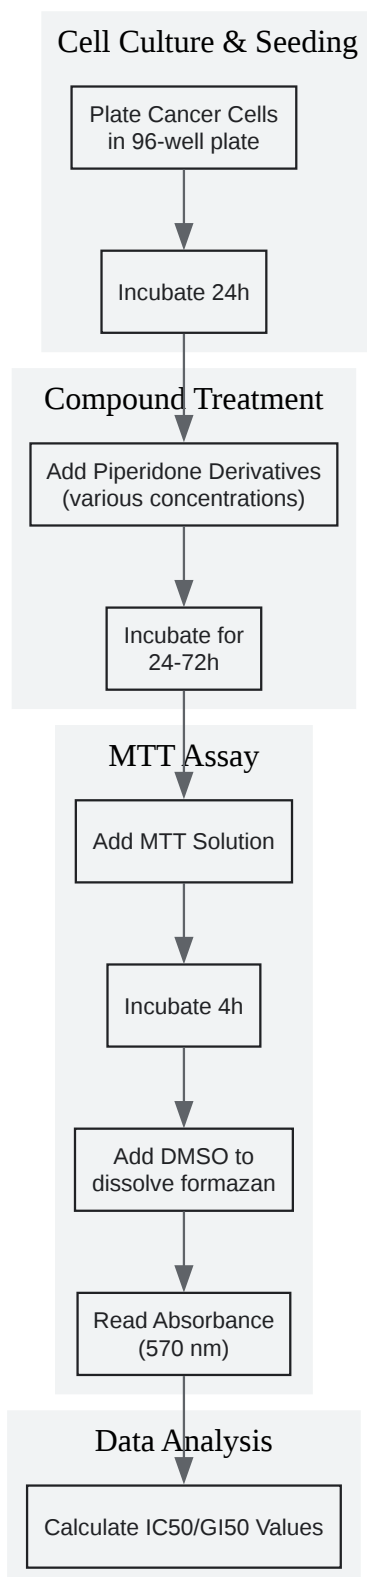 Cell Culture & Seeding
Plate Cancer Cells
in 96-well plate
Incubate 24h
Compound Treatment
Add Piperidone Derivatives
(various concentrations)
Incubate for
24-72h
MTT Assay
Add MTT Solution
Incubate 4h
Add DMSO to
dissolve formazan
Read Absorbance
(570 nm)
Data Analysis
Calculate IC50/GI50 Values